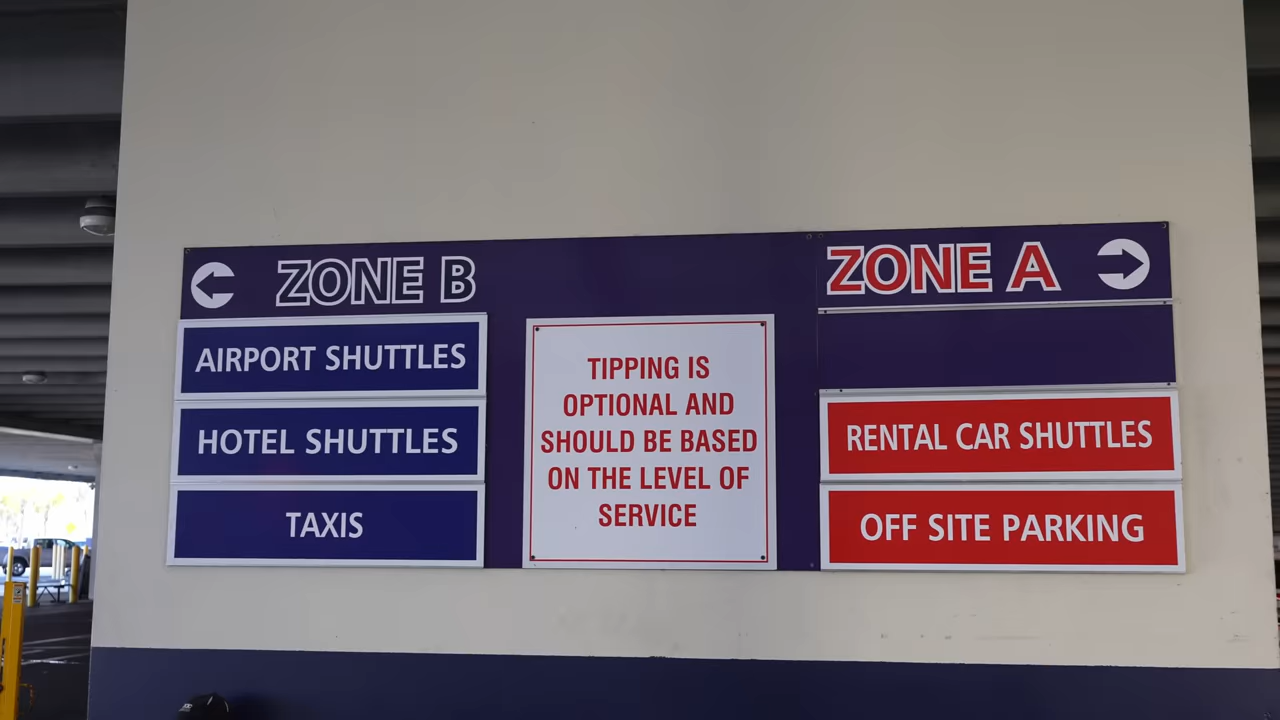 ZONE B
AIRPORT SHUTTLES
HOTEL SHUTTLES
TAXIS
TIPPING IS
OPTIONAL AND
SHOULD BE BASED
ON THE LEVEL OF
SERVICE
ZONE A
RENTAL CAR SHUTTLES
OFF SITE PARKING